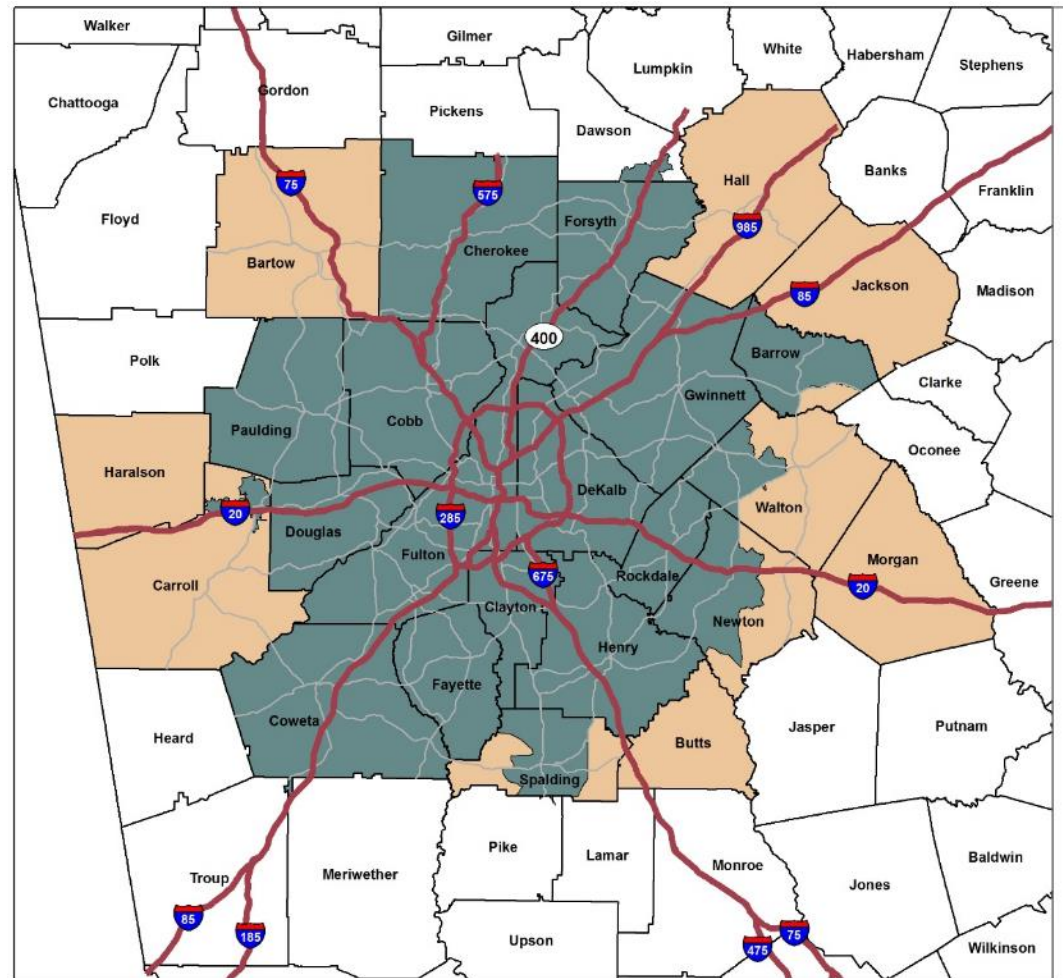 Walker
Gilmer
White
Habersham
Stephens
Lumpkin
Gordon
Chattooga
Pickens
Dawson
Banks
Franklin
Hall
75
575
Floyd
Forsyth
985
Cherokee
Bartow
Jackson
85
Madison
400
Polk
Barrow
Clarke
Gwinnett
Cobb
Paulding
Oconee
Haralson
DeKalb
Walton
20
285
Douglas
Fulton
Morgan
675
Rockdale
Carroll
20
Greene
Clayton
Newton
Henry
Fayette
Coweta
Jasper
Putnam
Heard
Butts
Spalding
Pike
Lamar
Baldwin
Monroe
Troup
Meriwether
Jones
85
185
Upson
75
475
Wilkinson